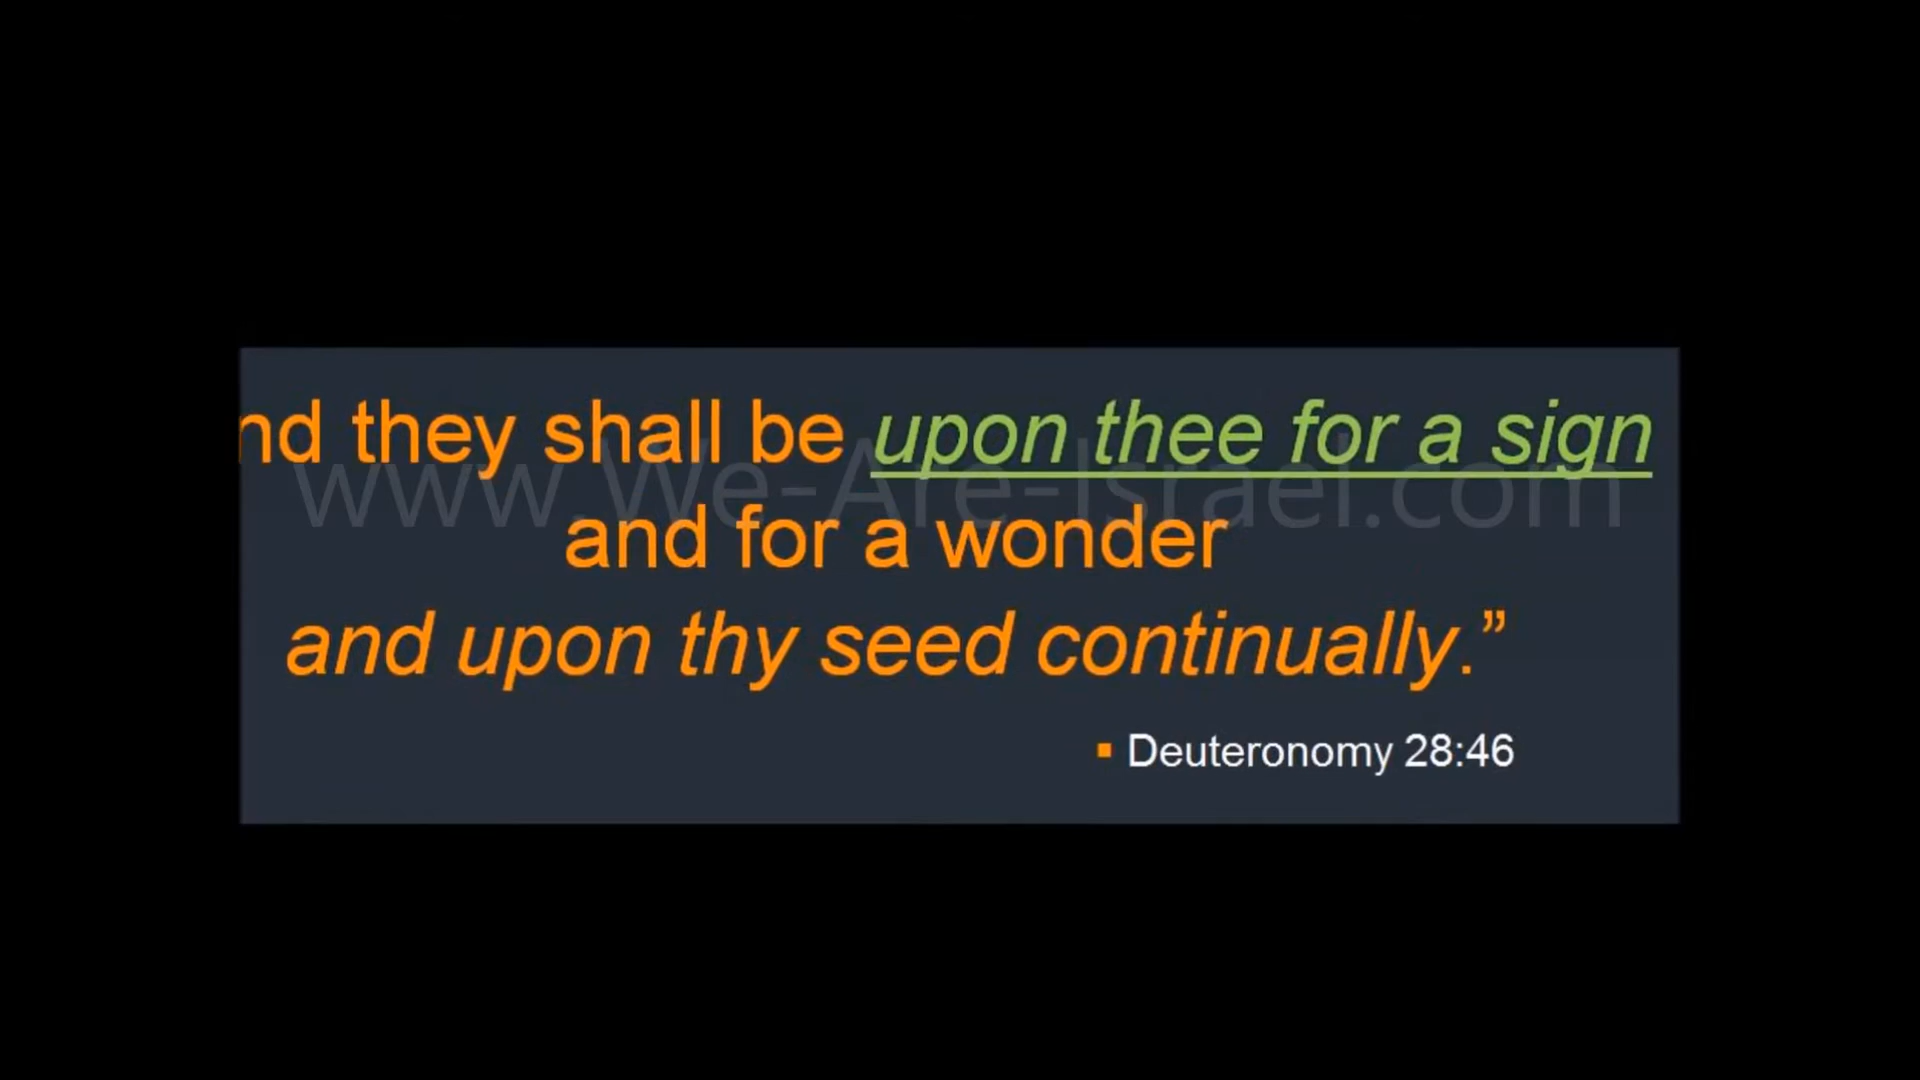 nd they shall be upon thee for a sign
www.We-Are-Israel.com
and for a wonder
and upon thy seed continually.”
▪ Deuteronomy 28:46